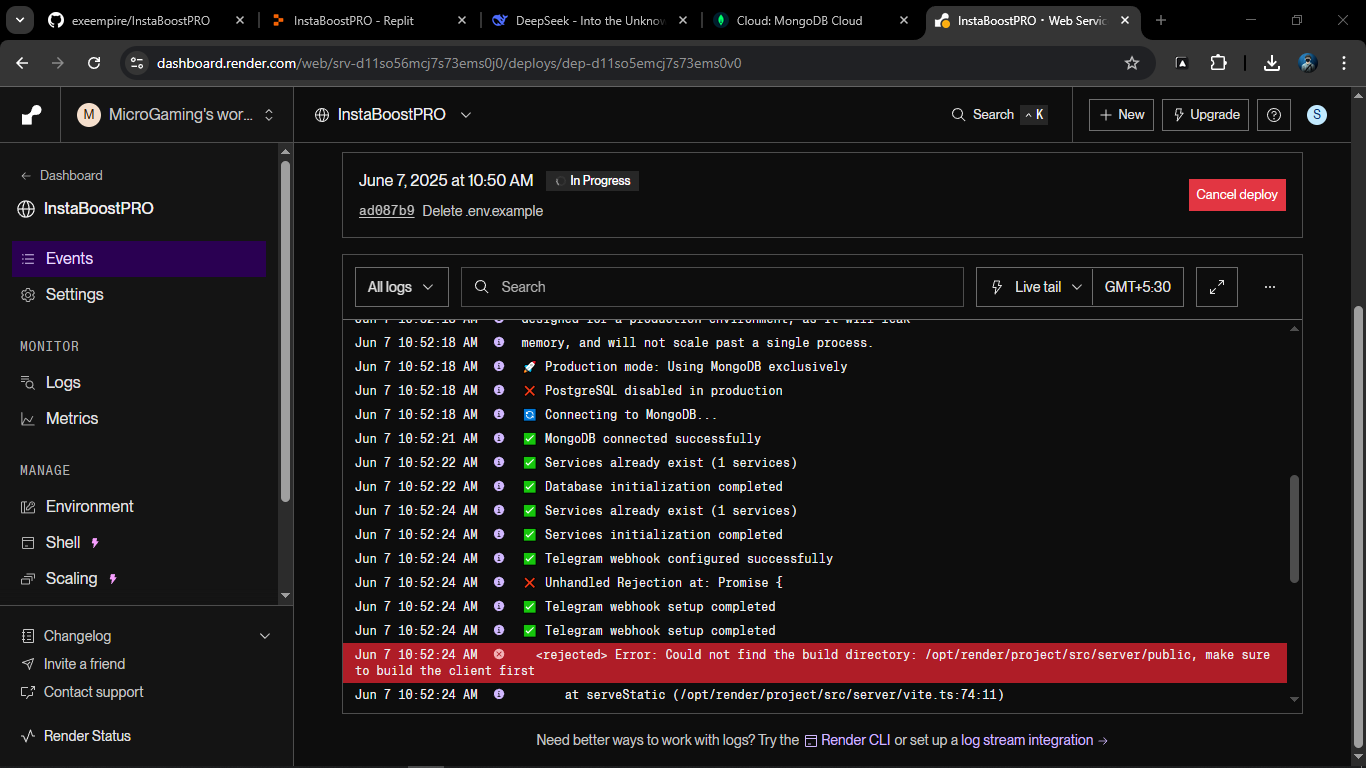 exeempire/InstaBoostPRO
InstaBoostPRO - Replit
DeepSeek - Into the Unknow
Cloud: MongoDB Cloud
InstaBoostPRO · Web Servic
dashboard.render.com/web/srv-d11so56mcj7s73ems0j0/deploys/dep-d11so5emcj7s73ems0v0
M MicroGaming's wor...
InstaBoostPRO
Search K
New
Upgrade
S
Dashboard
InstaBoostPRO
Events
Settings
MONITOR
Logs
Metrics
MANAGE
Environment
Shell
Scaling
Changelog
Invite a friend
Contact support
Render Status
June 7, 2025 at 10:50 AM In Progress
ad087b9 Delete .env.example
Cancel deploy
All logs
Search
Live tail
GMT+5:30
Jun 7 10:52:18 AM designed for a production environment, as it will leak
Jun 7 10:52:18 AM memory, and will not scale past a single process.
Jun 7 10:52:18 AM 🚀 Production mode: Using MongoDB exclusively
Jun 7 10:52:18 AM ❌ PostgreSQL disabled in production
Jun 7 10:52:18 AM 🔄 Connecting to MongoDB...
Jun 7 10:52:21 AM ✅ MongoDB connected successfully
Jun 7 10:52:22 AM ✅ Services already exist (1 services)
Jun 7 10:52:22 AM ✅ Database initialization completed
Jun 7 10:52:24 AM ✅ Services already exist (1 services)
Jun 7 10:52:24 AM ✅ Services initialization completed
Jun 7 10:52:24 AM ✅ Telegram webhook configured successfully
Jun 7 10:52:24 AM ❌ Unhandled Rejection at: Promise {
Jun 7 10:52:24 AM ✅ Telegram webhook setup completed
Jun 7 10:52:24 AM ✅ Telegram webhook setup completed
Jun 7 10:52:24 AM <rejected> Error: Could not find the build directory: /opt/render/project/src/server/public, make sure
to build the client first
Jun 7 10:52:24 AM at serveStatic (/opt/render/project/src/server/vite.ts:74:11)
Need better ways to work with logs? Try the Render CLI or set up a log stream integration →